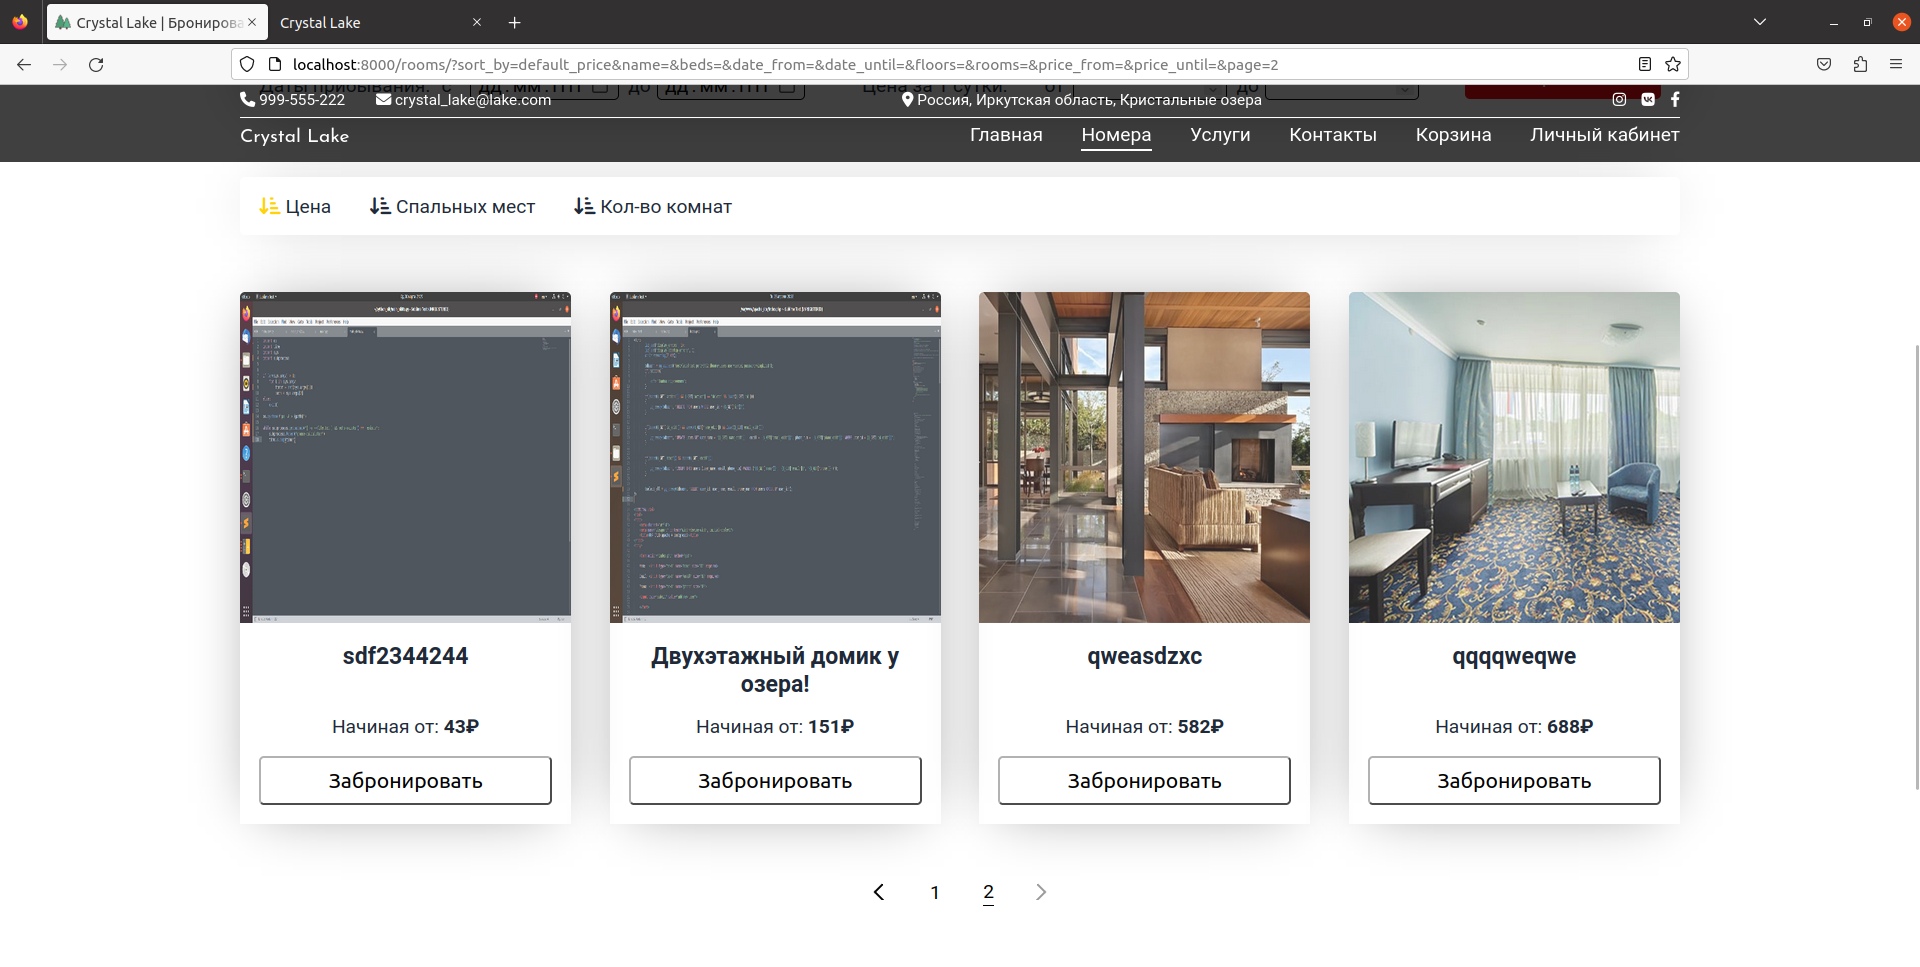 Crystal Lake | Бронирова
Crystal Lake
localhost:8000/rooms/?sort_by=default_price&name=&beds=&date_from=&date_until=&floors=&rooms=&price_from=&price_until=&page=2
999-555-222
crystal_lake@lake.com
Россия, Иркутская область, Кристальные озера
Crystal Lake
Главная
Номера
Услуги
Контакты
Корзина
Личный кабинет
Цена
Спальных мест
Кол-во комнат
sdf2344244
Начиная от: 43₽
Забронировать
Двухэтажный домик у
озера!
Начиная от: 151₽
Забронировать
qweasdzxc
Начиная от: 582₽
Забронировать
qqqqweqwe
Начиная от: 688₽
Забронировать
1
2